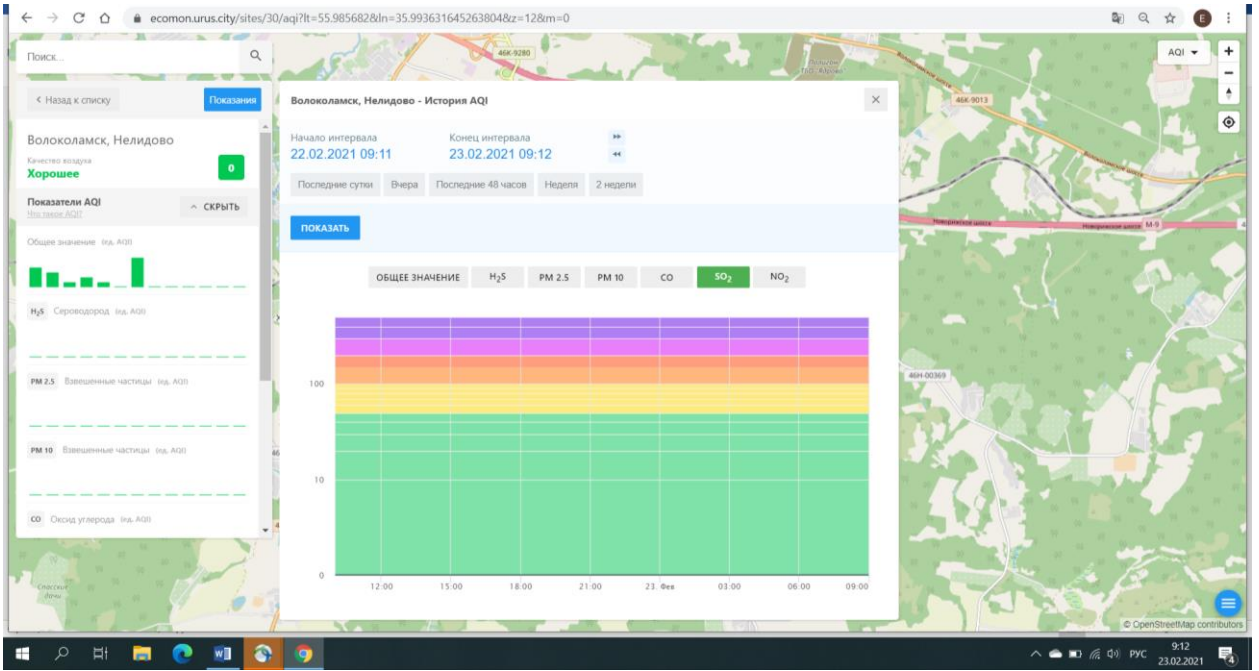 ecomon.urus.city/sites/30/aqi?lt=55.985682&ln=35.993631645263804&z=12&m=0
E
Поиск...
46К-9280
AQI
46К-9013
< Назад к списку
Показания
Волоколамск, Нелидово
Качество воздуха
Хорошее
0
Показатели AQI
Что такое AQI?
СКРЫТЬ
Общее значение (ед. AQI)
H₂S Сероводород (ед. AQI)
PM 2.5 Взвешенные частицы (ед. AQI)
PM 10 Взвешенные частицы (ед. AQI)
CO Оксид углерода (ед. AQI)
Волоколамск, Нелидово - История AQI
Начало интервала
Конец интервала
22.02.2021 09:11
23.02.2021 09:12
Последние сутки
Вчера
Последние 48 часов
Неделя
2 недели
ПОКАЗАТЬ
ОБЩЕЕ ЗНАЧЕНИЕ
H₂S
PM 2.5
PM 10
CO
SO₂
NO₂
100
10
0
12:00
15:00
18:00
21:00
23. Фев
03:00
06:00
09:00
Новорижское шоссе
Новорижское шоссе
М-9
46Н-00369
© OpenStreetMap contributors
РУС
9:12
23.02.2021
4